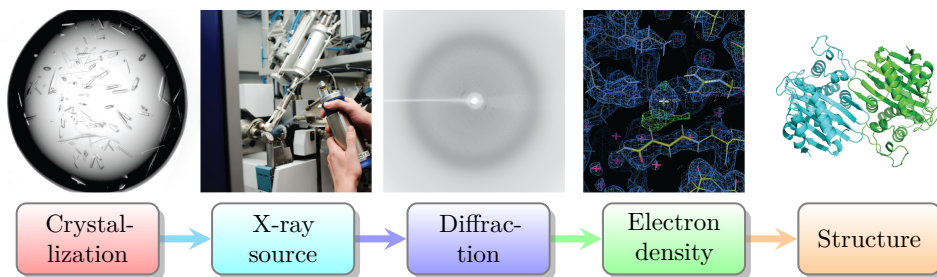 Crystal-
lization
X-ray
source
Diffrac-
tion
Electron
density
Structure